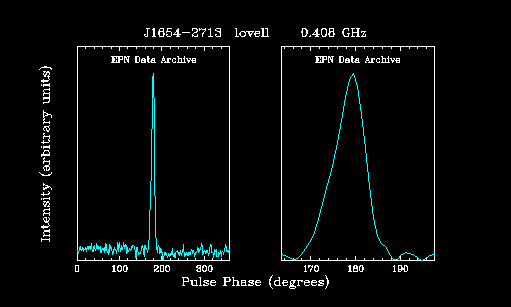 J1654-2713 lovell 0.408 GHz
EPN Data Archive EPN Data Archive
Intensity (arbitrary units)
0 100 200 300 170 180 190
Pulse Phase (degrees)